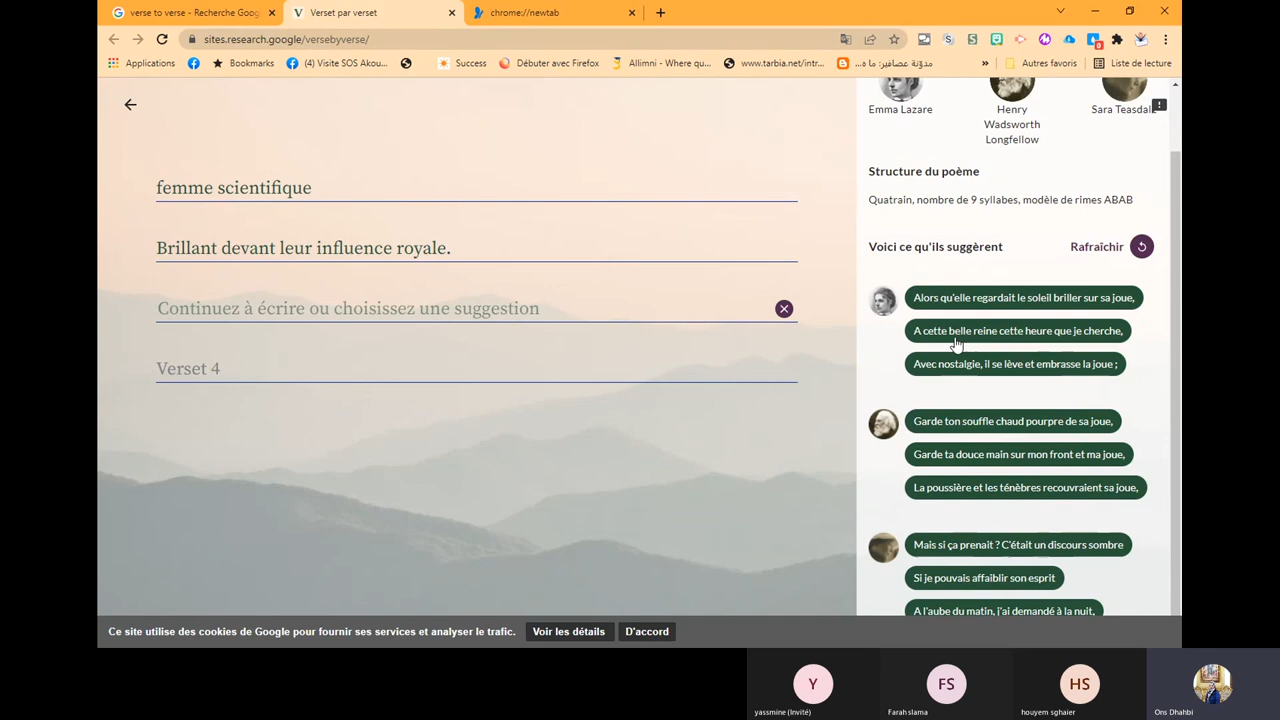 verse to verse - Recherche Goog
Verset par verset
chrome://newtab
sites.research.google/versebyverse/
Applications
(4) Visite SOS Akou...
Bookmarks
Success
Débuter avec Firefox
Allimni - Where qu...
www.tarbia.net/intr...
مدوّنة عصافير: ما ه...
»
Autres favoris
Liste de lecture
Emma Lazare
Henry
Wadsworth
Longfellow
Sara Teasdale
Structure du poème
Quatrain, nombre de 9 syllabes, modèle de rimes ABAB
Voici ce qu'ils suggèrent
Rafraîchir
femme scientifique
Brillant devant leur influence royale.
Continuez à écrire ou choisissez une suggestion
Verset 4
Alors qu'elle regardait le soleil briller sur sa joue,
A cette belle reine cette heure que je cherche,
Avec nostalgie, il se lève et embrasse la joue ;
Garde ton souffle chaud pourpre de sa joue,
Garde ta douce main sur mon front et ma joue,
La poussière et les ténèbres recouvraient sa joue,
Mais si ça prenait ? C'était un discours sombre
Si je pouvais affaiblir son esprit
A l'aube du matin, j'ai demandé à la nuit,
Ce site utilise des cookies de Google pour fournir ses services et analyser le trafic.
Voir les détails
D'accord
Y
FS
HS
yassmine (Invité)
Farah slama
houyem sghaier
Ons Dhahbi